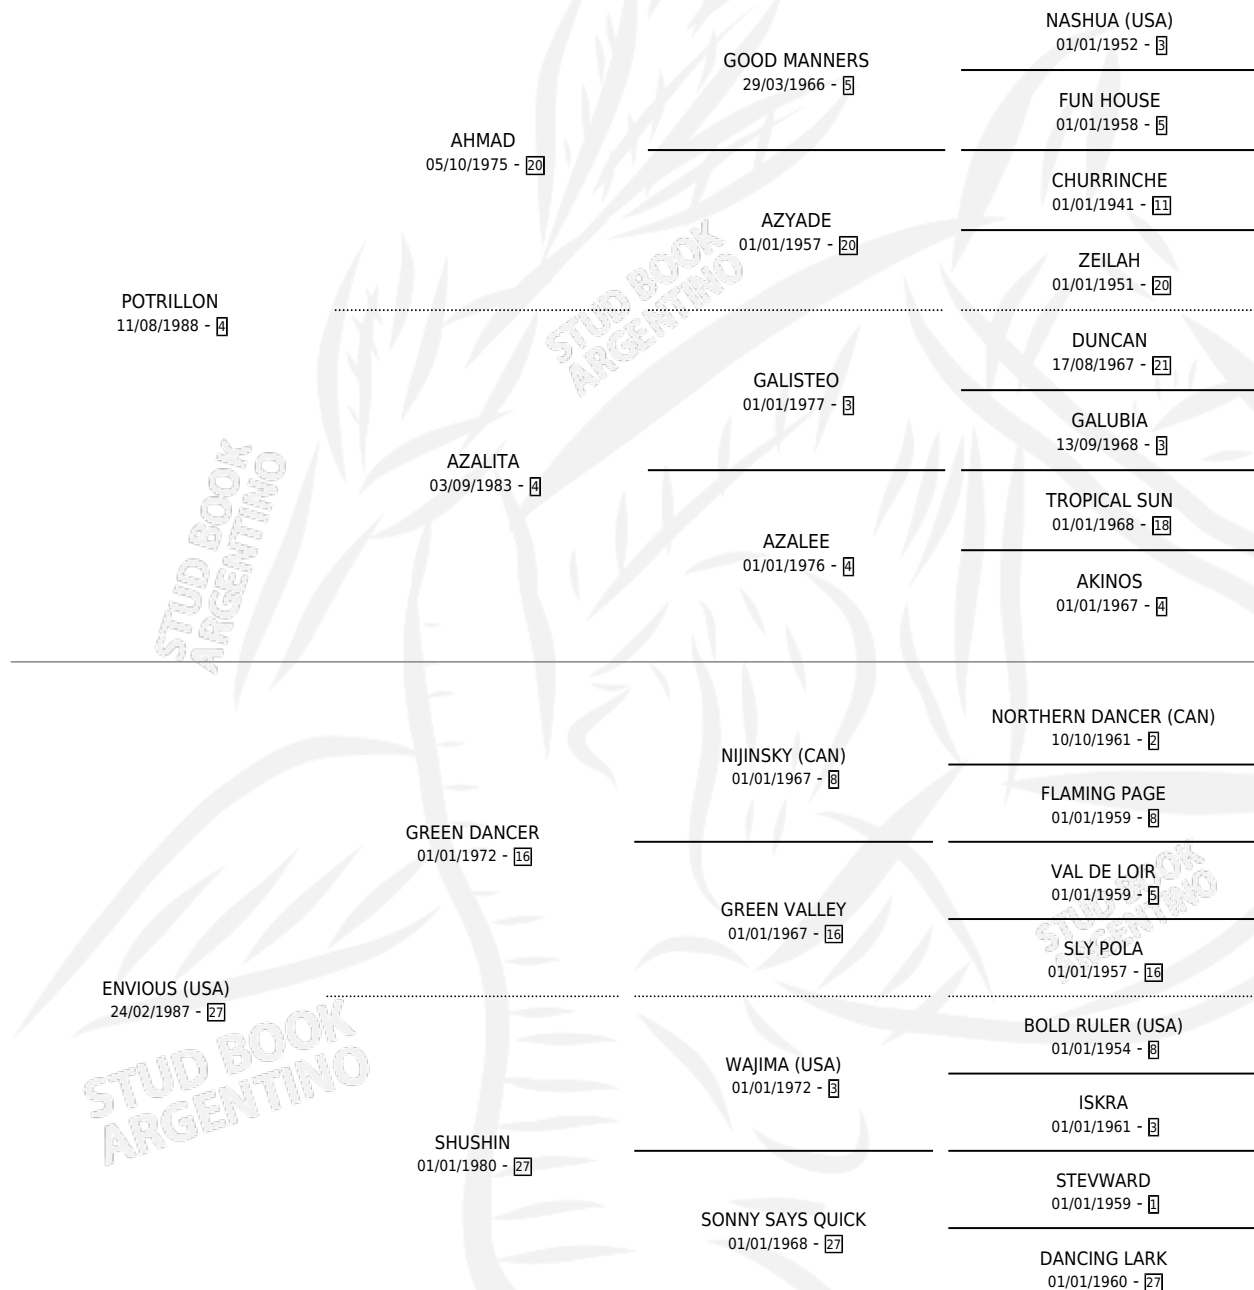 NASHUA (USA)
01/01/1952 - 3
GOOD MANNERS
29/03/1966 - 5
FUN HOUSE
01/01/1958 - 5
AHMAD
05/10/1975 - 20
CHURRINCHE
01/01/1941 - 11
AZYADE
01/01/1957 - 20
ZEILAH
01/01/1951 - 20
POTRILLON
11/08/1988 - 4
DUNCAN
17/08/1967 - 21
GALISTEO
01/01/1977 - 3
GALUBIA
13/09/1968 - 3
AZALITA
03/09/1983 - 4
TROPICAL SUN
01/01/1968 - 18
AZALEE
01/01/1976 - 4
AKINOS
01/01/1967 - 4
STUD BOOK
ARGENTINO
STUD BOOK
ARGENTINO
NORTHERN DANCER (CAN)
10/10/1961 - 2
NIJINSKY (CAN)
01/01/1967 - 8
FLAMING PAGE
01/01/1959 - 8
GREEN DANCER
01/01/1972 - 16
VAL DE LOIR
01/01/1959 - 5
GREEN VALLEY
01/01/1967 - 16
SLY POLA
01/01/1957 - 16
STUD BOOK
ARGENTINO
ENVIOUS (USA)
24/02/1987 - 27
BOLD RULER (USA)
01/01/1954 - 8
WAJIMA (USA)
01/01/1972 - 3
ISKRA
01/01/1961 - 3
SHUSHIN
01/01/1980 - 27
STEVWARD
01/01/1959 - 1
SONNY SAYS QUICK
01/01/1968 - 27
DANCING LARK
01/01/1960 - 27
STUD BOOK
ARGENTINO